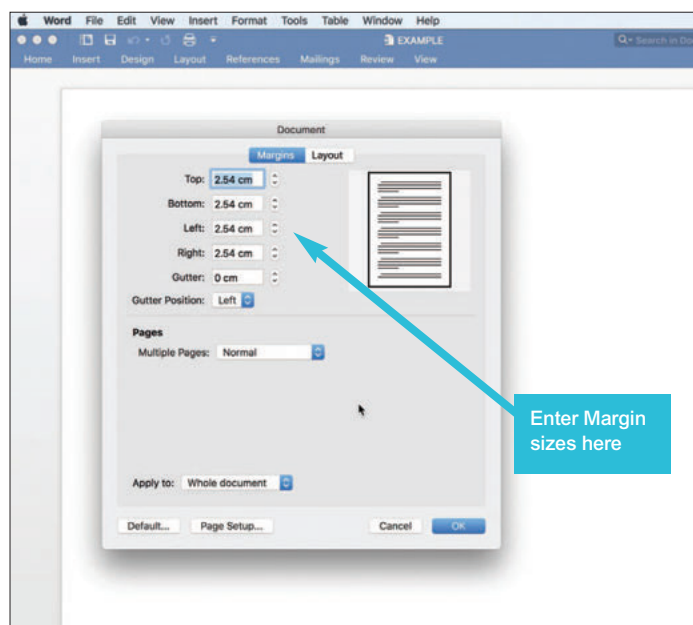 Word File Edit View Insert Format Tools Table Window Help
EXAMPLE
Search in Do
Home Insert Design Layout References Mailings Review View
Document
Margins Layout
Top: 2.54 cm
Bottom: 2.54 cm
Left: 2.54 cm
Right: 2.54 cm
Gutter: 0 cm
Gutter Position: Left
Pages
Multiple Pages: Normal
Enter Margin
sizes here
Apply to: Whole document
Default... Page Setup... Cancel OK